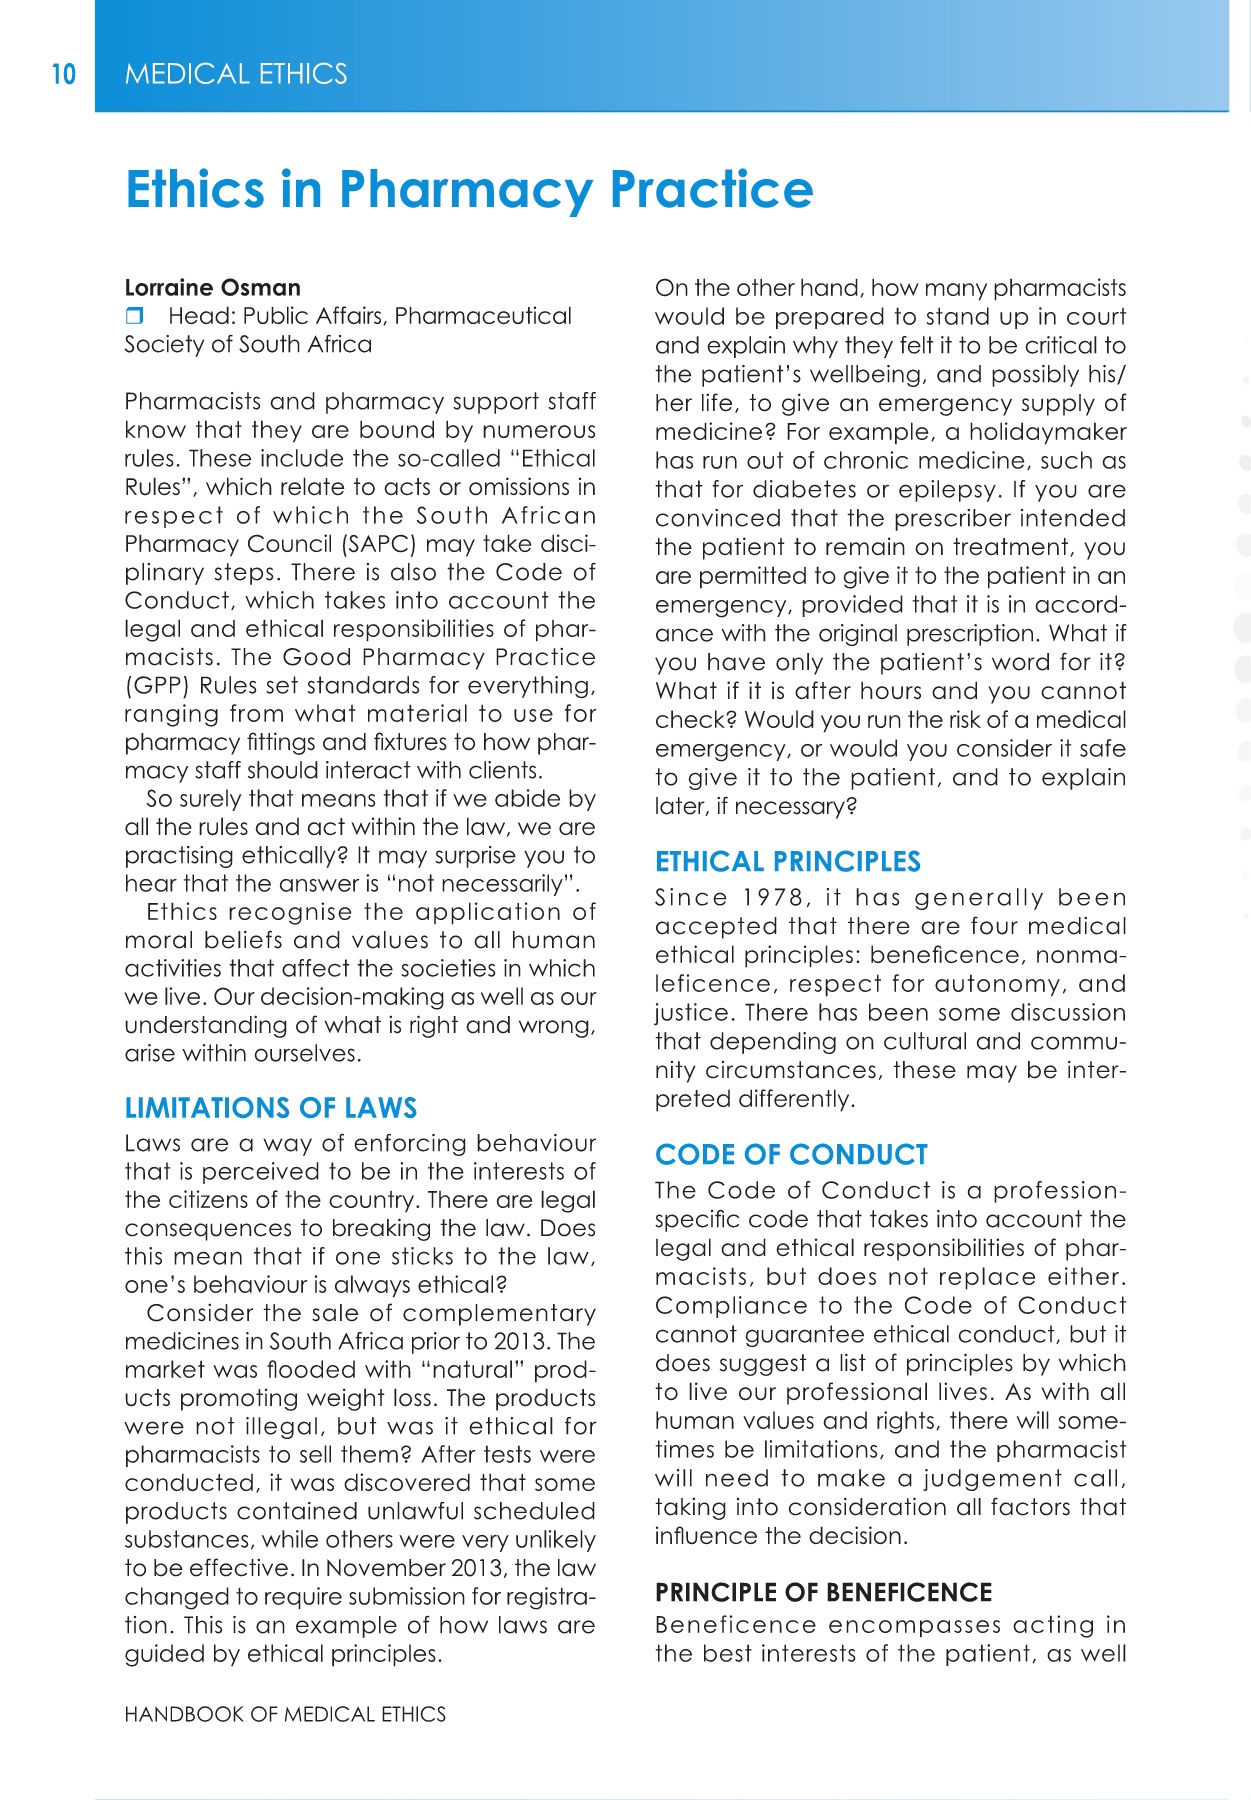 10
MEDICAL ETHICS
Ethics in Pharmacy Practice
Lorraine Osman
❒ Head: Public Affairs, Pharmaceutical
Society of South Africa
Pharmacists and pharmacy support staff
know that they are bound by numerous
rules. These include the so-called “Ethical
Rules”, which relate to acts or omissions in
respect of which the South African
Pharmacy Council (SAPC) may take disci-
plinary steps. There is also the Code of
Conduct, which takes into account the
legal and ethical responsibilities of phar-
macists. The Good Pharmacy Practice
(GPP) Rules set standards for everything,
ranging from what material to use for
pharmacy fittings and fixtures to how phar-
macy staff should interact with clients.
So surely that means that if we abide by
all the rules and act within the law, we are
practising ethically? It may surprise you to
hear that the answer is “not necessarily”.
Ethics recognise the application of
moral beliefs and values to all human
activities that affect the societies in which
we live. Our decision-making as well as our
understanding of what is right and wrong,
arise within ourselves.
LIMITATIONS OF LAWS
Laws are a way of enforcing behaviour
that is perceived to be in the interests of
the citizens of the country. There are legal
consequences to breaking the law. Does
this mean that if one sticks to the law,
one’s behaviour is always ethical?
Consider the sale of complementary
medicines in South Africa prior to 2013. The
market was flooded with “natural” prod-
ucts promoting weight loss. The products
were not illegal, but was it ethical for
pharmacists to sell them? After tests were
conducted, it was discovered that some
products contained unlawful scheduled
substances, while others were very unlikely
to be effective. In November 2013, the law
changed to require submission for registra-
tion. This is an example of how laws are
guided by ethical principles.
On the other hand, how many pharmacists
would be prepared to stand up in court
and explain why they felt it to be critical to
the patient’s wellbeing, and possibly his/
her life, to give an emergency supply of
medicine? For example, a holidaymaker
has run out of chronic medicine, such as
that for diabetes or epilepsy. If you are
convinced that the prescriber intended
the patient to remain on treatment, you
are permitted to give it to the patient in an
emergency, provided that it is in accord-
ance with the original prescription. What if
you have only the patient’s word for it?
What if it is after hours and you cannot
check? Would you run the risk of a medical
emergency, or would you consider it safe
to give it to the patient, and to explain
later, if necessary?
ETHICAL PRINCIPLES
Since 1978, it has generally been
accepted that there are four medical
ethical principles: beneficence, nonma-
leficence, respect for autonomy, and
justice. There has been some discussion
that depending on cultural and commu-
nity circumstances, these may be inter-
preted differently.
CODE OF CONDUCT
The Code of Conduct is a profession-
specific code that takes into account the
legal and ethical responsibilities of phar-
macists, but does not replace either.
Compliance to the Code of Conduct
cannot guarantee ethical conduct, but it
does suggest a list of principles by which
to live our professional lives. As with all
human values and rights, there will some-
times be limitations, and the pharmacist
will need to make a judgement call,
taking into consideration all factors that
influence the decision.
PRINCIPLE OF BENEFICENCE
Beneficence encompasses acting in
the best interests of the patient, as well
HANDBOOK OF MEDICAL ETHICS